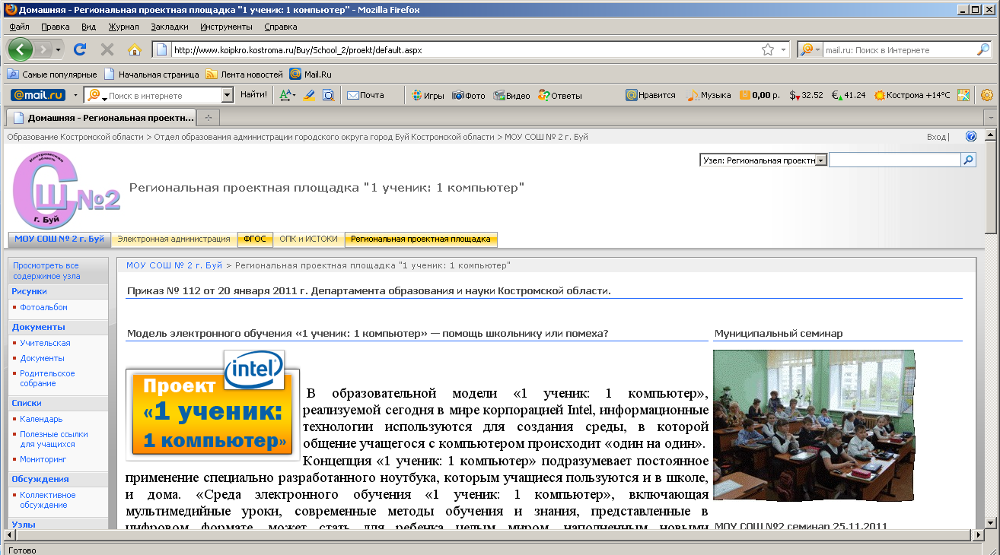 Домашняя - Региональная проектная площадка "1 ученик: 1 компьютер" - Mozilla Firefox
Файл Правка Вид Журнал Закладки Инструменты Справка
http://www.koipkro.kostroma.ru/Buy/School_2/proekt/default.aspx
mail.ru: Поиск в Интернете
Самые популярные Начальная страница Лента новостей Mail.Ru
@mail.ru Поиск в интернете Найти! Почта Игры Фото Видео Ответы Нравится Музыка 0,00 р. $ 32.52 € 41.24 Кострома +14°C
Домашняя - Региональная проектн...
Образование Костромской области > Отдел образования администрации городского округа город Буй Костромской области > МОУ СОШ № 2 г. Буй
Вход |
Узел: Региональная проектн
Костромская
область
СШ №2
г. Буй
Региональная проектная площадка "1 ученик: 1 компьютер"
МОУ СОШ № 2 г. Буй Электронная администрация ФГОС ОПК и ИСТОКИ Региональная проектная площадка
Просмотреть все
содержимое узла
Рисунки
Фотоальбом
Документы
Учительская
Документы
Родительское
собрание
Списки
Календарь
Полезные ссылки
для учащихся
Мониторинг
Обсуждения
Коллективное
обсуждение
Узлы
МОУ СОШ № 2 г. Буй > Региональная проектная площадка "1 ученик: 1 компьютер"
Приказ № 112 от 20 января 2011 г. Департамента образования и науки Костромской области.
Модель электронного обучения «1 ученик: 1 компьютер» — помощь школьнику или помеха?
intel
Проект
«1 ученик:
1 компьютер»
В образовательной модели «1 ученик: 1 компьютер»,
реализуемой сегодня в мире корпорацией Intel, информационные
технологии используются для создания среды, в которой
общение учащегося с компьютером происходит «один на один».
Концепция «1 ученик: 1 компьютер» подразумевает постоянное
применение специально разработанного ноутбука, которым учащиеся пользуются и в школе,
и дома. «Среда электронного обучения «1 ученик: 1 компьютер», включающая
мультимедийные уроки, современные методы обучения и знания, представленные в
цифровом формате, может стать для ребенка целым миром, наполненным новыми
Муниципальный семинар
МОУ СОШ №2 семинар 25.11.2011
Готово